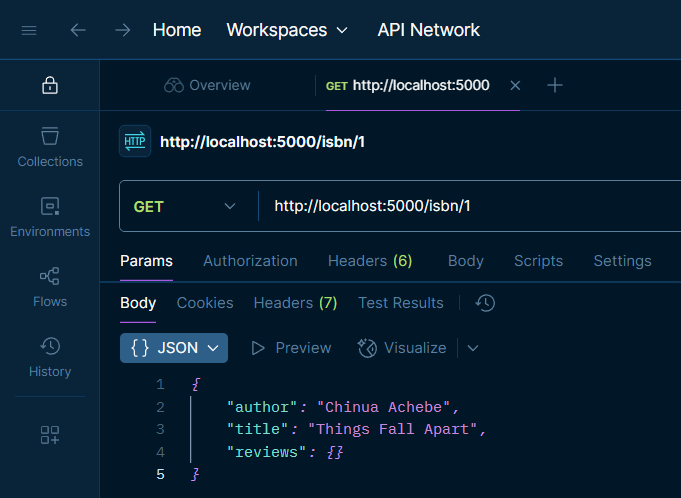 Home Workspaces API Network
Overview GET http://localhost:5000
HTTP http://localhost:5000/isbn/1
Collections
GET http://localhost:5000/isbn/1
Environments
Params Authorization Headers (6) Body Scripts Settings
Flows
Body Cookies Headers (7) Test Results
History
{ } JSON Preview Visualize
1 {
2 "author": "Chinua Achebe",
3 "title": "Things Fall Apart",
4 "reviews": {}
5 }